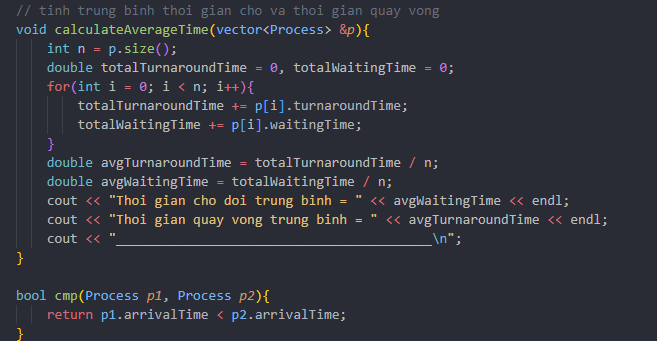 // tinh trung binh thoi gian cho va thoi gian quay vong
void calculateAverageTime(vector<Process> &p){
    int n = p.size();
    double totalTurnaroundTime = 0, totalWaitingTime = 0;
    for(int i = 0; i < n; i++){
        totalTurnaroundTime += p[i].turnaroundTime;
        totalWaitingTime += p[i].waitingTime;
    }
    double avgTurnaroundTime = totalTurnaroundTime / n;
    double avgWaitingTime = totalWaitingTime / n;
    cout << "Thoi gian cho doi trung binh = " << avgWaitingTime << endl;
    cout << "Thoi gian quay vong trung binh = " << avgTurnaroundTime << endl;
    cout << "________________________________________\n";
}

bool cmp(Process p1, Process p2){
    return p1.arrivalTime < p2.arrivalTime;
}